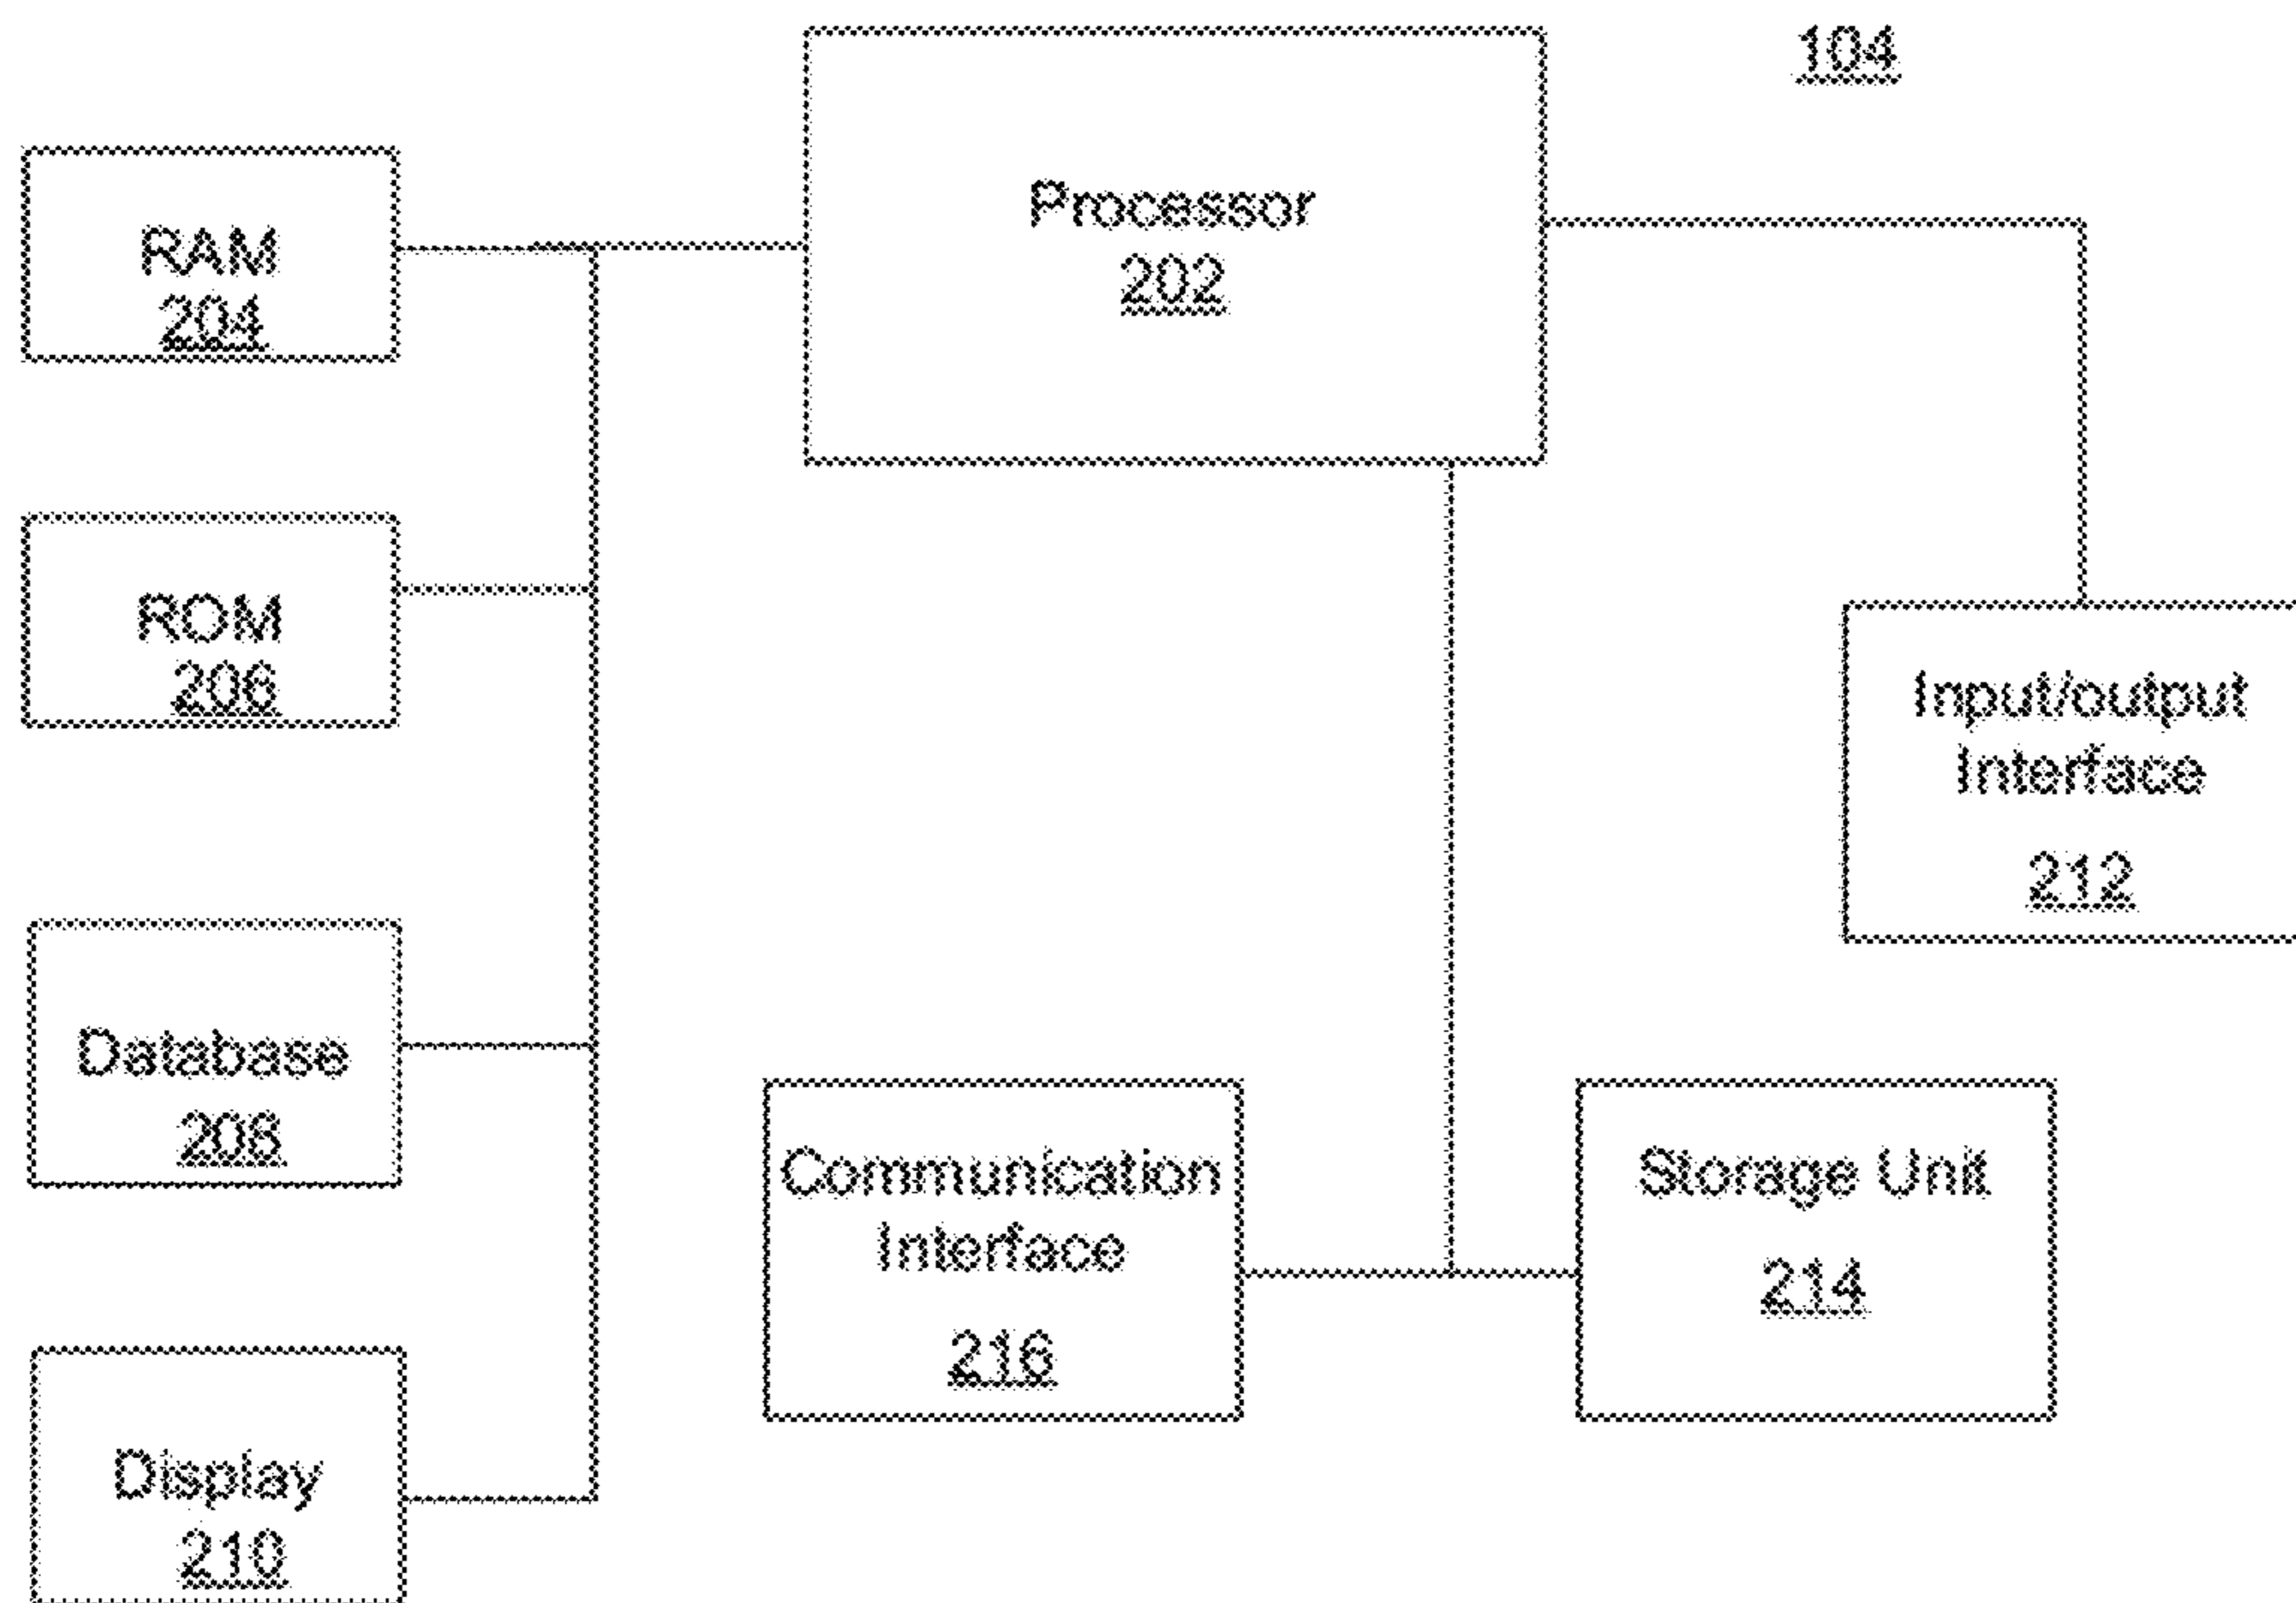 104
Processor
202
RAM
204
ROM
206
Input/output
Interface
212
Database
208
Communication
Interface
216
Storage Unit
214
Display
210